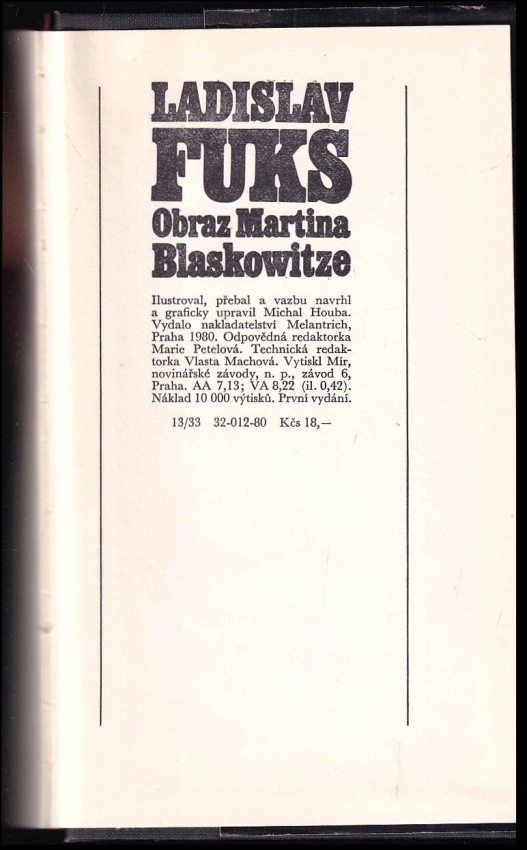 LADISLAV
FUKS
Obraz Martina
Blaskowitze
Ilustroval, přebal a vazbu navrhl
a graficky upravil Michal Houba.
Vydalo nakladatelství Melantrich,
Praha 1980. Odpovědná redaktorka
Marie Petelová. Technická redak-
torka Vlasta Machová. Vytiskl Mír,
novinářské závody, n. p., závod 6,
Praha. AA 7,13; VA 8,22 (il. 0,42).
Náklad 10 000 výtisků. První vydání.
13/33 32-012-80 Kčs 18,—